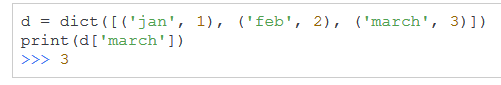 d = dict([('jan', 1), ('feb', 2), ('march', 3)])
print(d['march'])
>>> 3